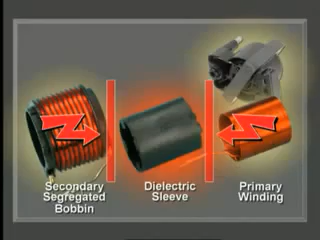 Secondary
Segregated
Bobbin
Dielectric
Sleeve
Primary
Winding